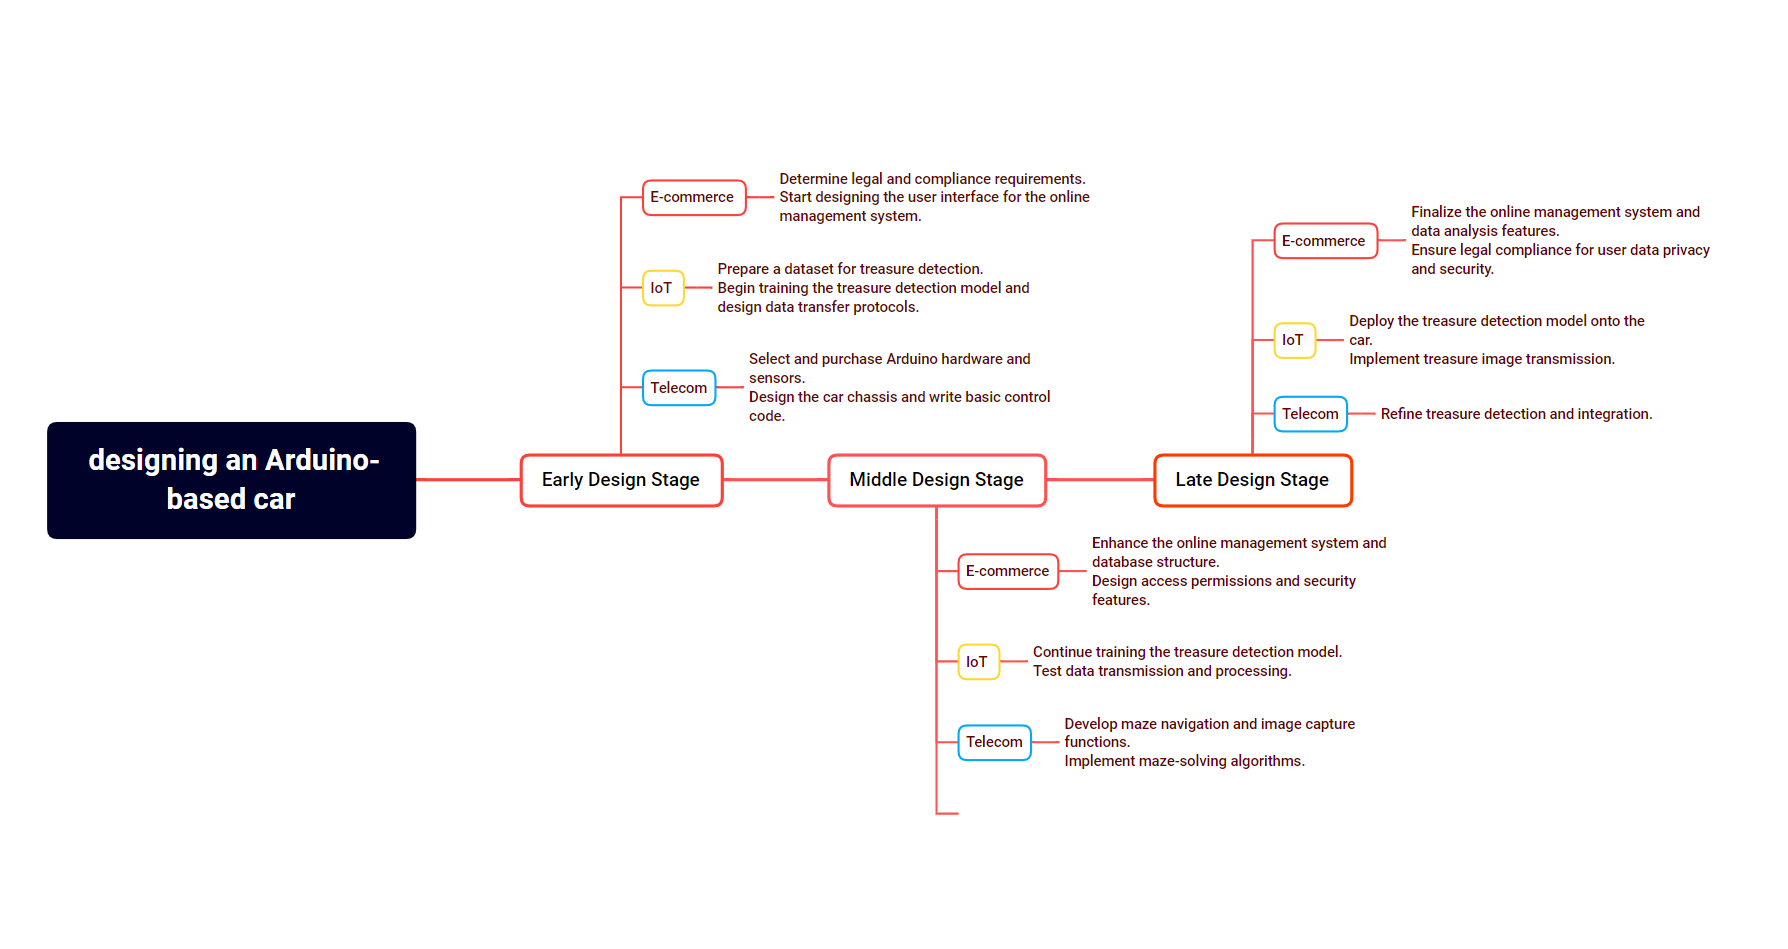 designing an Arduino-
based car
Early Design Stage
E-commerce
Determine legal and compliance requirements.
Start designing the user interface for the online
management system.
IoT
Prepare a dataset for treasure detection.
Begin training the treasure detection model and
design data transfer protocols.
Telecom
Select and purchase Arduino hardware and
sensors.
Design the car chassis and write basic control
code.
Middle Design Stage
E-commerce
Enhance the online management system and
database structure.
Design access permissions and security
features.
IoT
Continue training the treasure detection model.
Test data transmission and processing.
Telecom
Develop maze navigation and image capture
functions.
Implement maze-solving algorithms.
Late Design Stage
E-commerce
Finalize the online management system and
data analysis features.
Ensure legal compliance for user data privacy
and security.
IoT
Deploy the treasure detection model onto the
car.
Implement treasure image transmission.
Telecom
Refine treasure detection and integration.